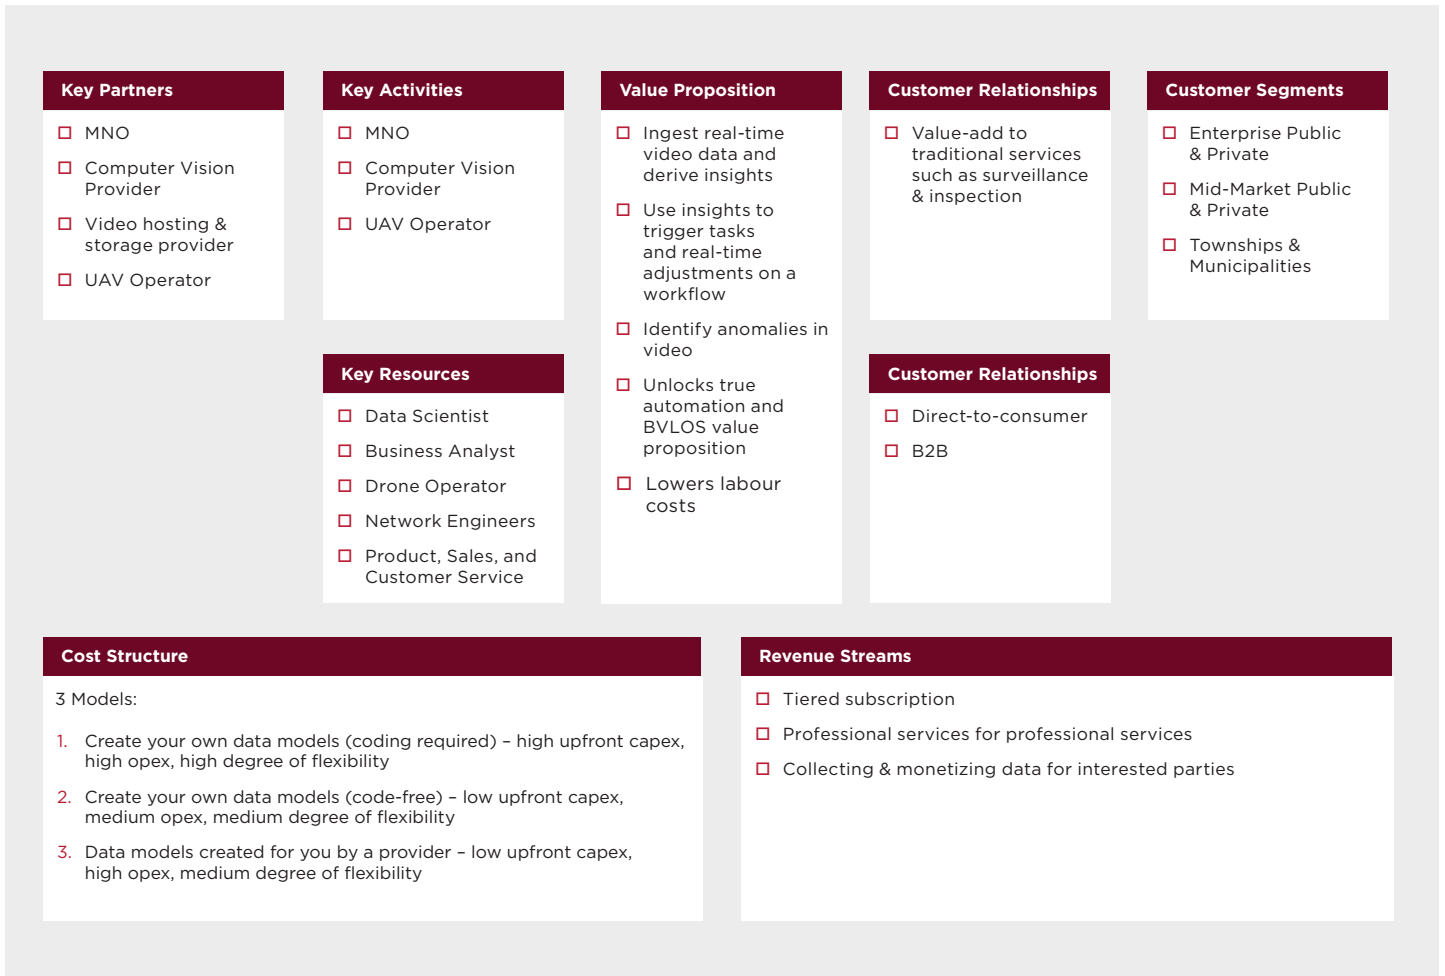 Key Partners
MNO
Computer Vision
Provider
Video hosting &
storage provider
UAV Operator
Key Activities
MNO
Computer Vision
Provider
UAV Operator
Key Resources
Data Scientist
Business Analyst
Drone Operator
Network Engineers
Product, Sales, and
Customer Service
Value Proposition
Ingest real-time
video data and
derive insights
Use insights to
trigger tasks
and real-time
adjustments on a
workflow
Identify anomalies in
video
Unlocks true
automation and
BVLOS value
proposition
Lowers labour
costs
Customer Relationships
Value-add to
traditional services
such as surveillance
& inspection
Customer Relationships
Direct-to-consumer
B2B
Customer Segments
Enterprise Public
& Private
Mid-Market Public
& Private
Townships &
Municipalities
Cost Structure
3 Models:
1. Create your own data models (coding required) – high upfront capex,
high opex, high degree of flexibility
2. Create your own data models (code-free) – low upfront capex,
medium opex, medium degree of flexibility
3. Data models created for you by a provider – low upfront capex,
high opex, medium degree of flexibility
Revenue Streams
Tiered subscription
Professional services for professional services
Collecting & monetizing data for interested parties